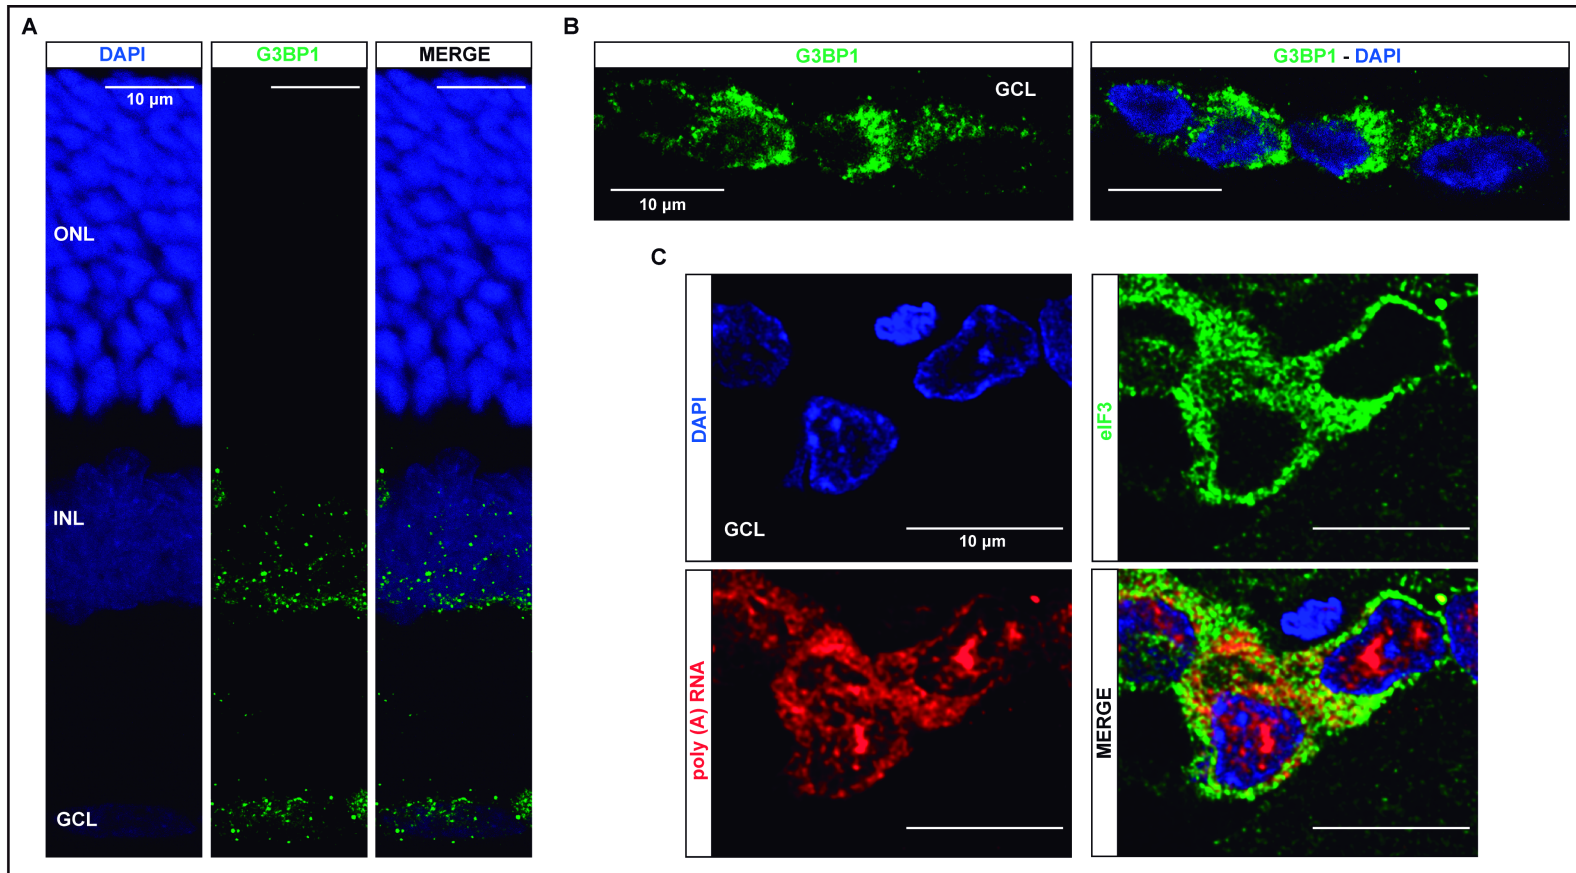 A
DAPI
G3BP1
MERGE
10 µm
ONL
INL
GCL
B
G3BP1
G3BP1 - DAPI
GCL
10 µm
C
DAPI
GCL
10 µm
eIF3
poly (A) RNA
MERGE